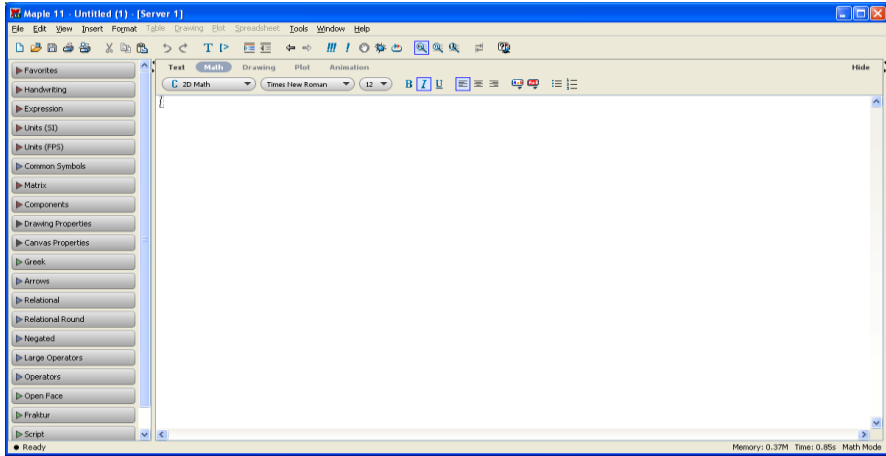 Maple 11 - Untitled (1) - [Server 1]
File Edit View Insert Format Table Drawing Plot Spreadsheet Tools Window Help
Text Math Drawing Plot Animation Hide
C 2D Math Times New Roman 12 B I U
Favorites
Handwriting
Expression
Units (SI)
Units (FPS)
Common Symbols
Matrix
Components
Drawing Properties
Canvas Properties
Greek
Arrows
Relational
Relational Round
Negated
Large Operators
Operators
Open Face
Fraktur
Script
Ready Memory: 0.37M Time: 0.85s Math Mode